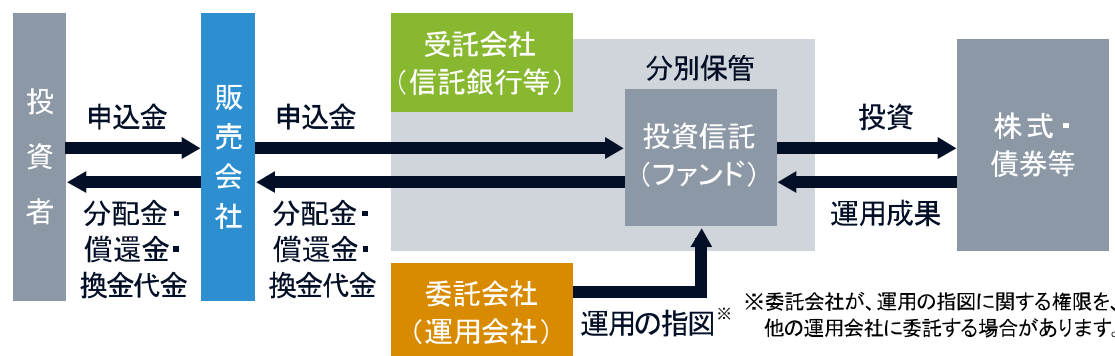 投資者
申込金
分配金・
償還金・
換金代金
販売会社
申込金
分配金・
償還金・
換金代金
受託会社
（信託銀行等）
分別保管
投資信託
（ファンド）
委託会社
（運用会社）
運用の指図※
投資
運用成果
株式・
債券等
※委託会社が、運用の指図に関する権限を、
他の運用会社に委託する場合があります。